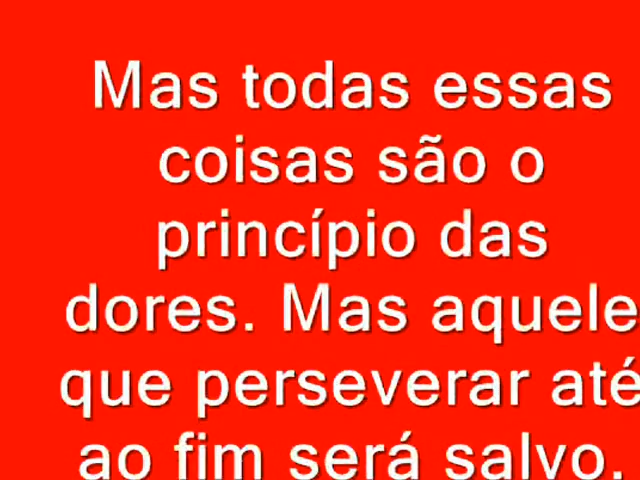 Mas todas essas
coisas são o
princípio das
dores. Mas aquele
que perseverar até
ao fim será salvo.